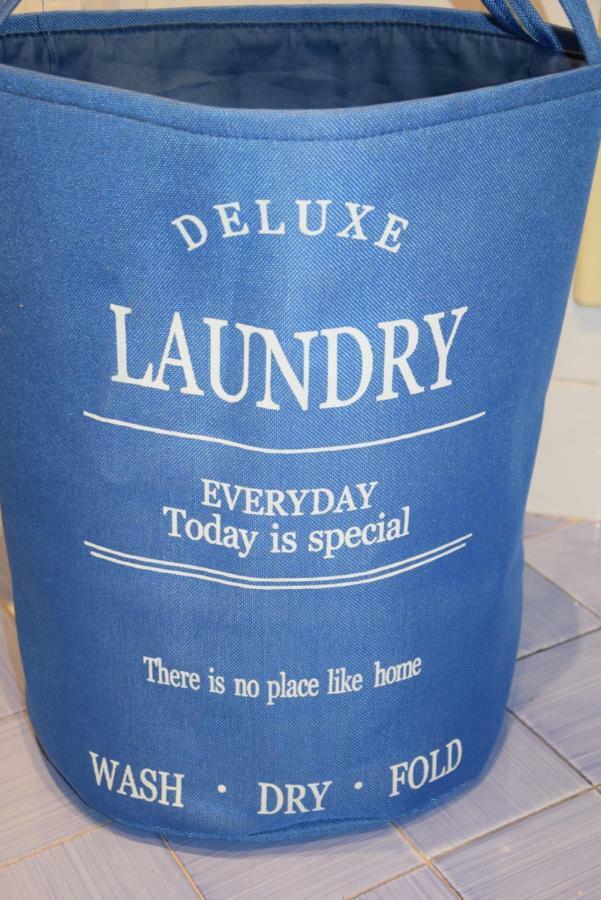 DELUXE
LAUNDRY
EVERYDAY
Today is special
There is no place like home
WASH · DRY · FOLD